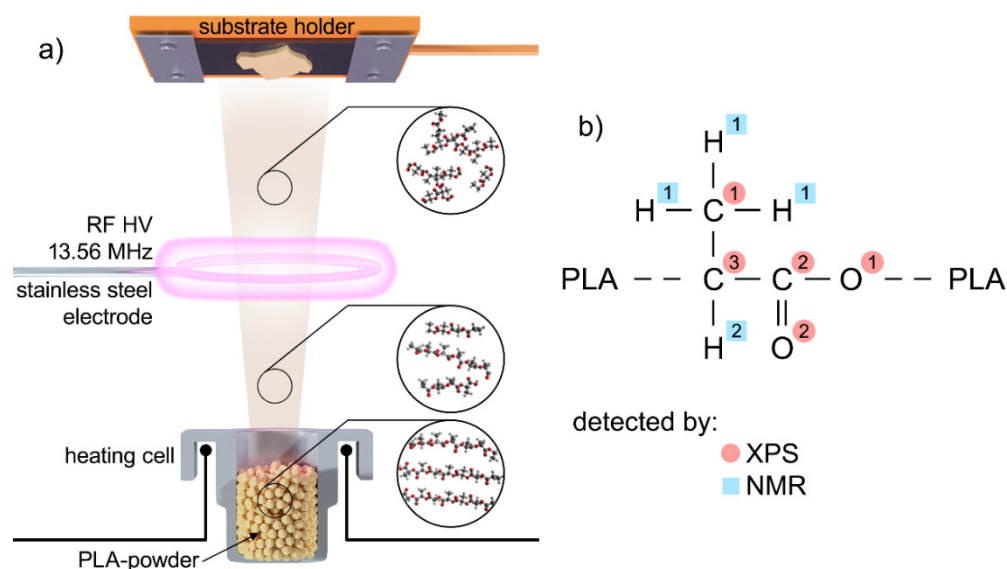 a)
substrate holder
RF HV
13.56 MHz
stainless steel
electrode
heating cell
PLA-powder
b)
1
H
1 1 1
H – C – H
3 2 1
PLA – – – C – C – O – – – PLA
H 2 O 2
detected by:
XPS
NMR